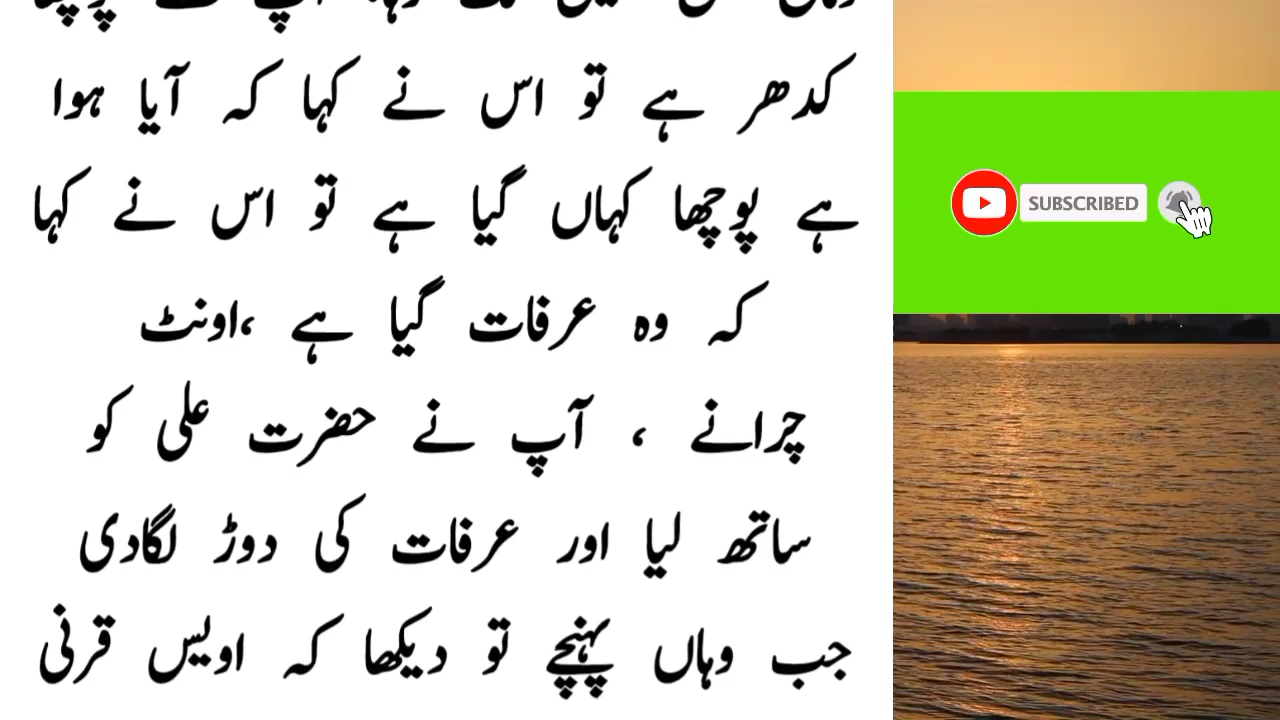 کدھر ہے تو اس نے کہا کہ آیا ہوا
ہے پوچھا کہاں گیا ہے تو اس نے کہا
کہ وہ عرفات گیا ہے ،اونٹ
چرانے ، آپ نے حضرت علی کو
ساتھ لیا اور عرفات کی دوڑ لگادی
جب وہاں پہنچے تو دیکھا کہ اویس قرنی
SUBSCRIBED